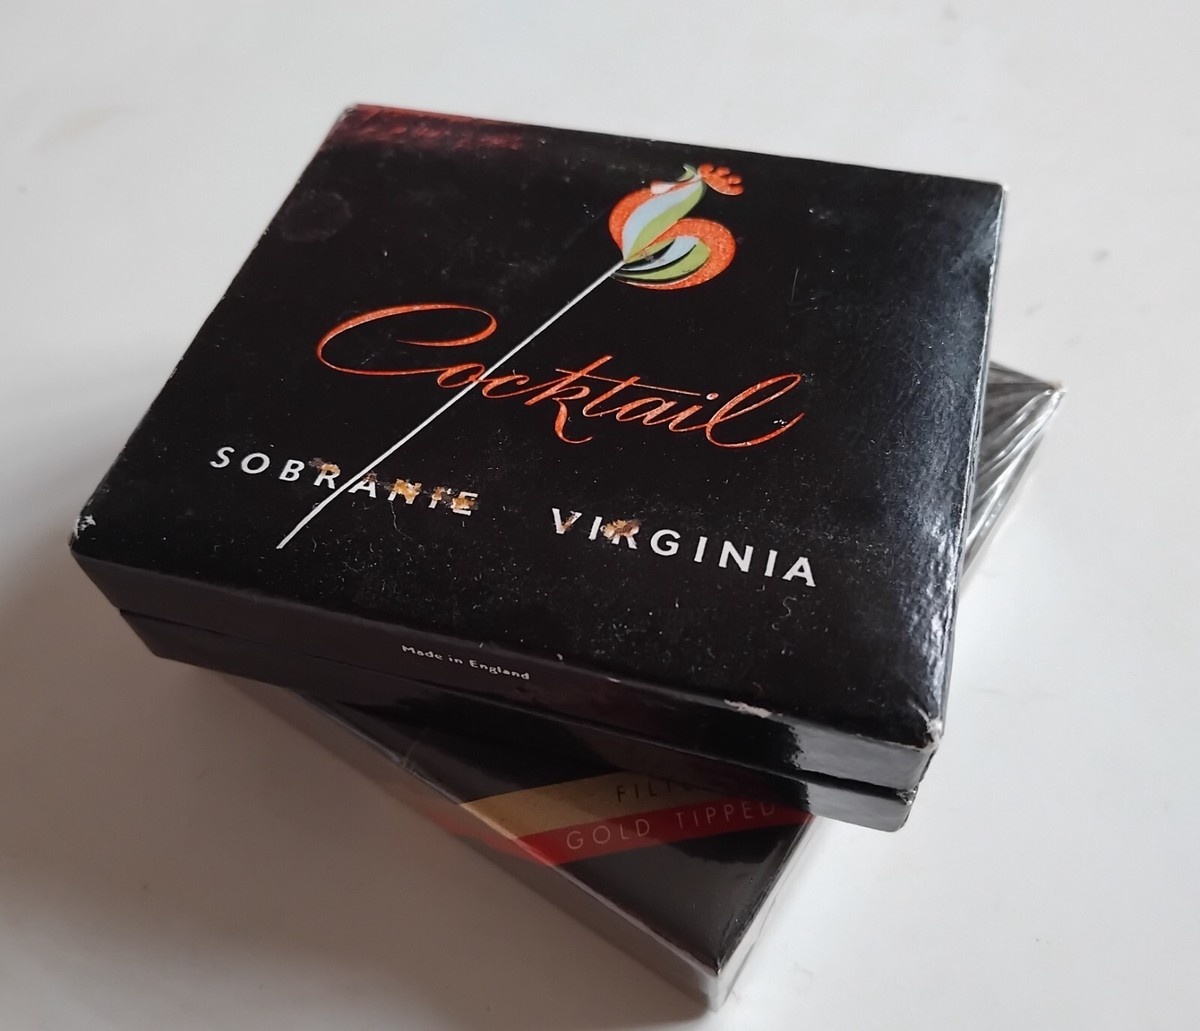 Cocktail
SOBRANIE VIRGINIA
Made in England
GOLD TIPPED